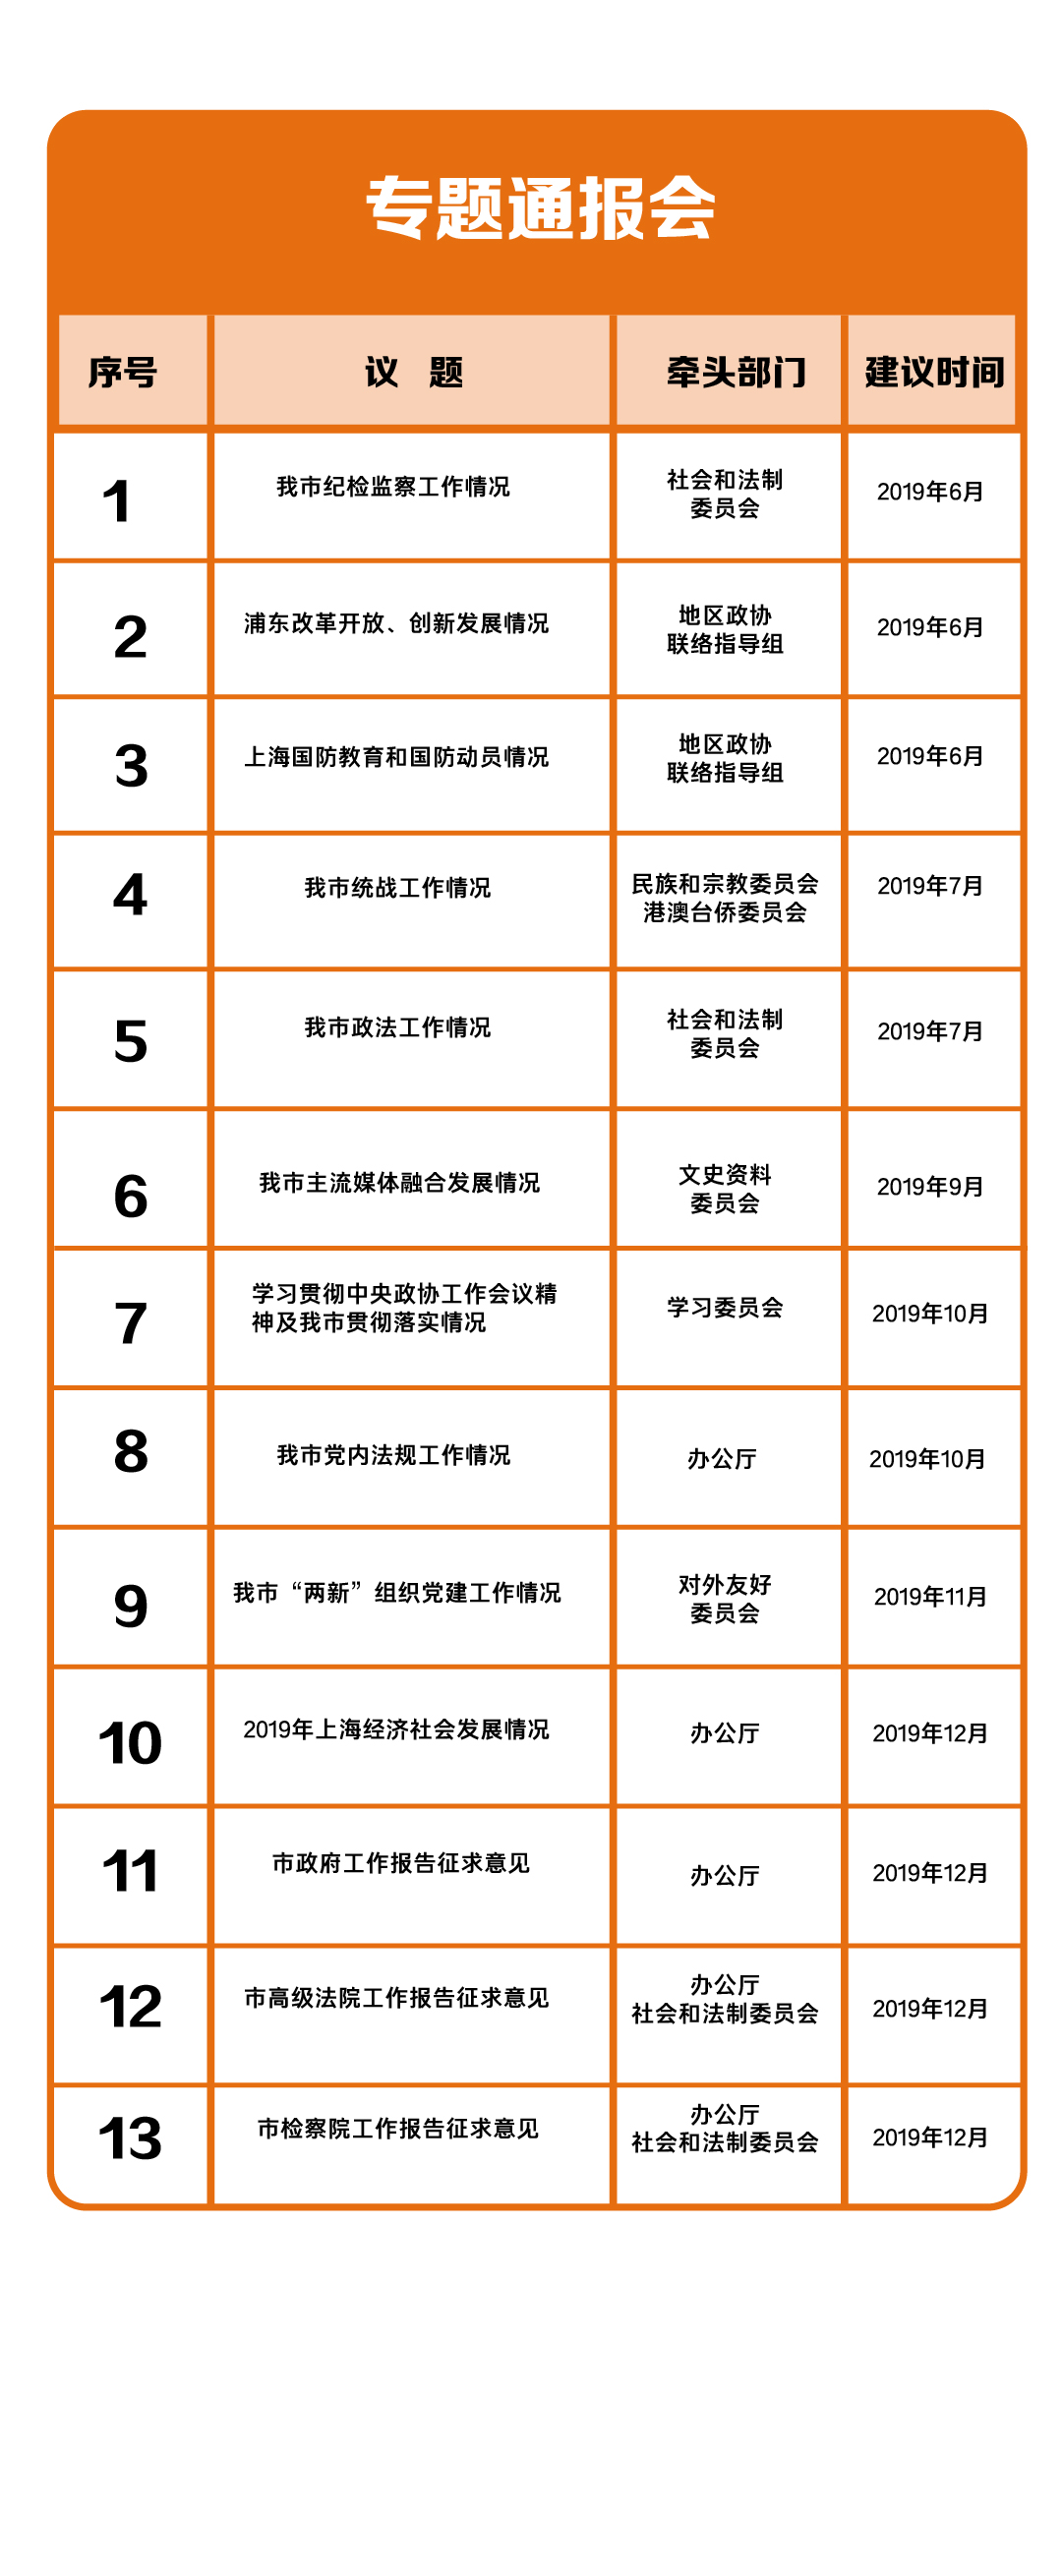 专题通报会
序号 议 题 牵头部门 建议时间
1 我市纪检监察工作情况 社会和法制
委员会 2019年6月
2 浦东改革开放、创新发展情况 地区政协
联络指导组 2019年6月
3 上海国防教育和国防动员情况 地区政协
联络指导组 2019年6月
4 我市统战工作情况 民族和宗教委员会
港澳台侨委员会 2019年7月
5 我市政法工作情况 社会和法制
委员会 2019年7月
6 我市主流媒体融合发展情况 文史资料
委员会 2019年9月
7 学习贯彻中央政协工作会议精
神及我市贯彻落实情况 学习委员会 2019年10月
8 我市党内法规工作情况 办公厅 2019年10月
9 我市“两新”组织党建工作情况 对外友好
委员会 2019年11月
10 2019年上海经济社会发展情况 办公厅 2019年12月
11 市政府工作报告征求意见 办公厅 2019年12月
12 市高级法院工作报告征求意见 办公厅
社会和法制委员会 2019年12月
13 市检察院工作报告征求意见 办公厅
社会和法制委员会 2019年12月